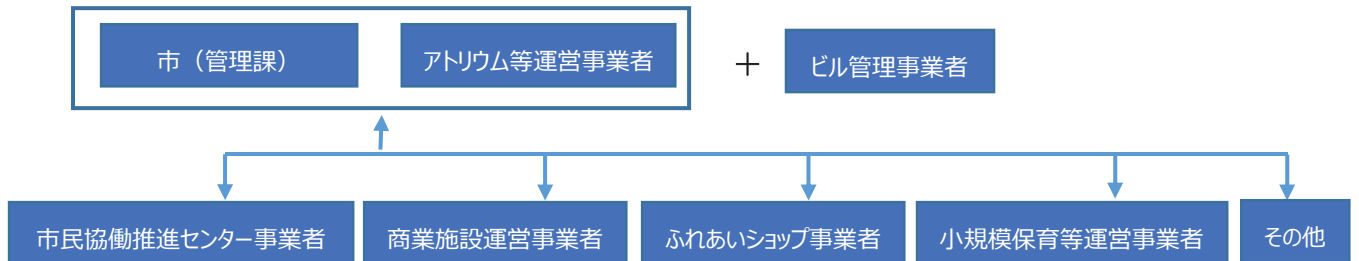 市（管理課）
アトリウム等運営事業者
＋
ビル管理事業者
市民協働推進センター事業者
商業施設運営事業者
ふれあいショップ事業者
小規模保育等運営事業者
その他